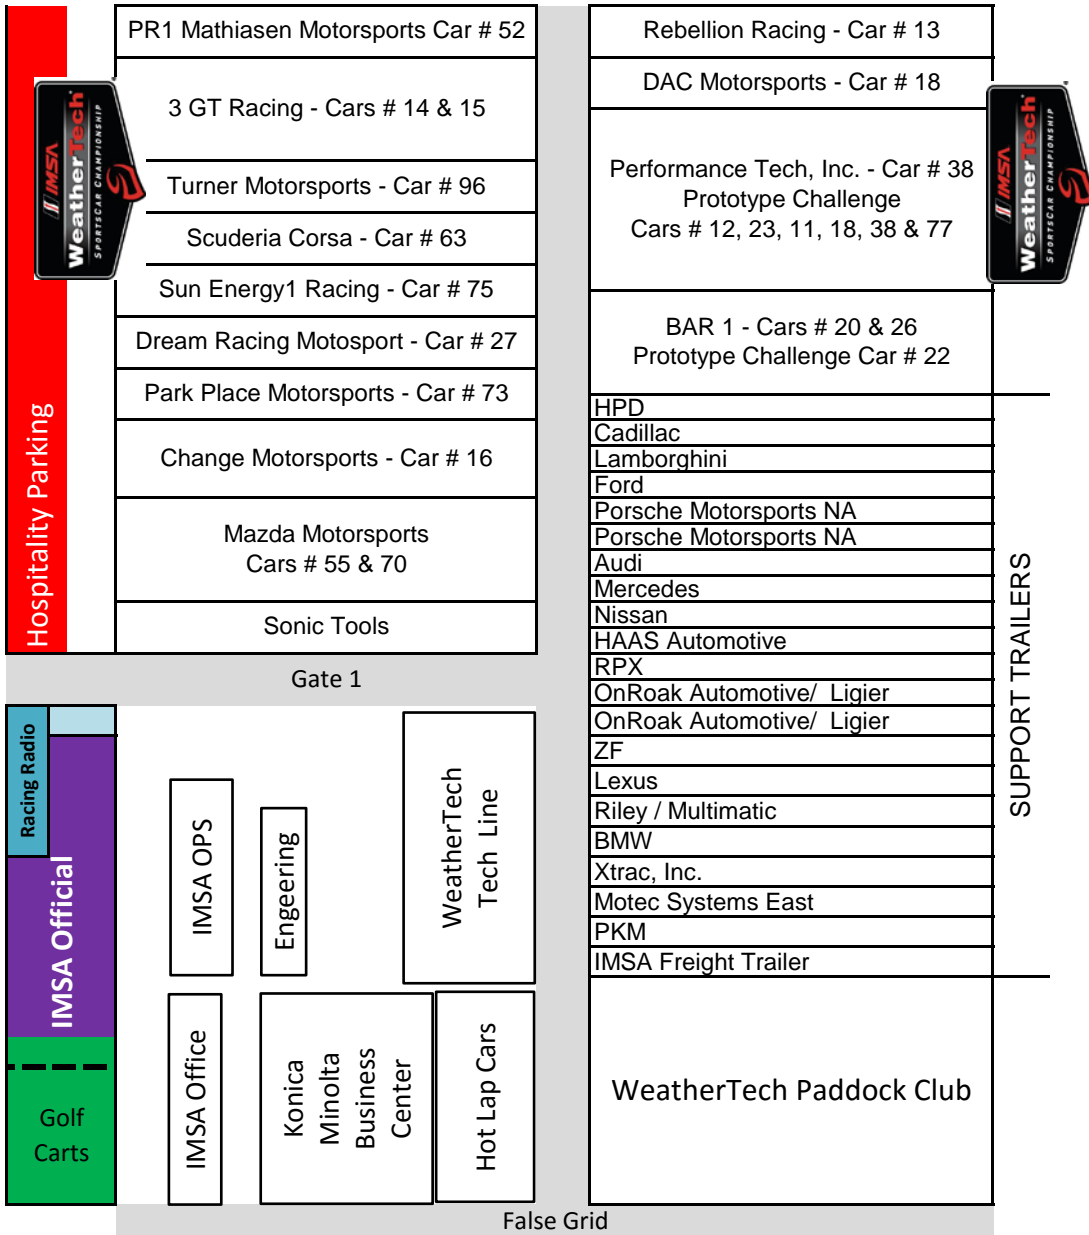 PR1 Mathiasen Motorsports Car # 52
3 GT Racing - Cars # 14 & 15
Turner Motorsports - Car # 96
Scuderia Corsa - Car # 63
Sun Energy1 Racing - Car # 75
Dream Racing Motosport - Car # 27
Park Place Motorsports - Car # 73
Change Motorsports - Car # 16
Mazda Motorsports
Cars # 55 & 70
Sonic Tools
Hospitality Parking
IMSA
WeatherTech
SPORTSCAR CHAMPIONSHIP
Rebellion Racing - Car # 13
DAC Motorsports - Car # 18
Performance Tech, Inc. - Car # 38
Prototype Challenge
Cars # 12, 23, 11, 18, 38 & 77
BAR 1 - Cars # 20 & 26
Prototype Challenge Car # 22
IMSA
WeatherTech
SPORTSCAR CHAMPIONSHIP
HPD
Cadillac
Lamborghini
Ford
Porsche Motorsports NA
Porsche Motorsports NA
Audi
Mercedes
Nissan
HAAS Automotive
RPX
OnRoak Automotive/ Ligier
OnRoak Automotive/ Ligier
ZF
Lexus
Riley / Multimatic
BMW
Xtrac, Inc.
Motec Systems East
PKM
IMSA Freight Trailer
SUPPORT TRAILERS
Gate 1
Racing Radio
IMSA Official
Golf
Carts
IMSA OPS
Engeering
WeatherTech
Tech Line
IMSA Office
Konica
Minolta
Business
Center
Hot Lap Cars
WeatherTech Paddock Club
False Grid